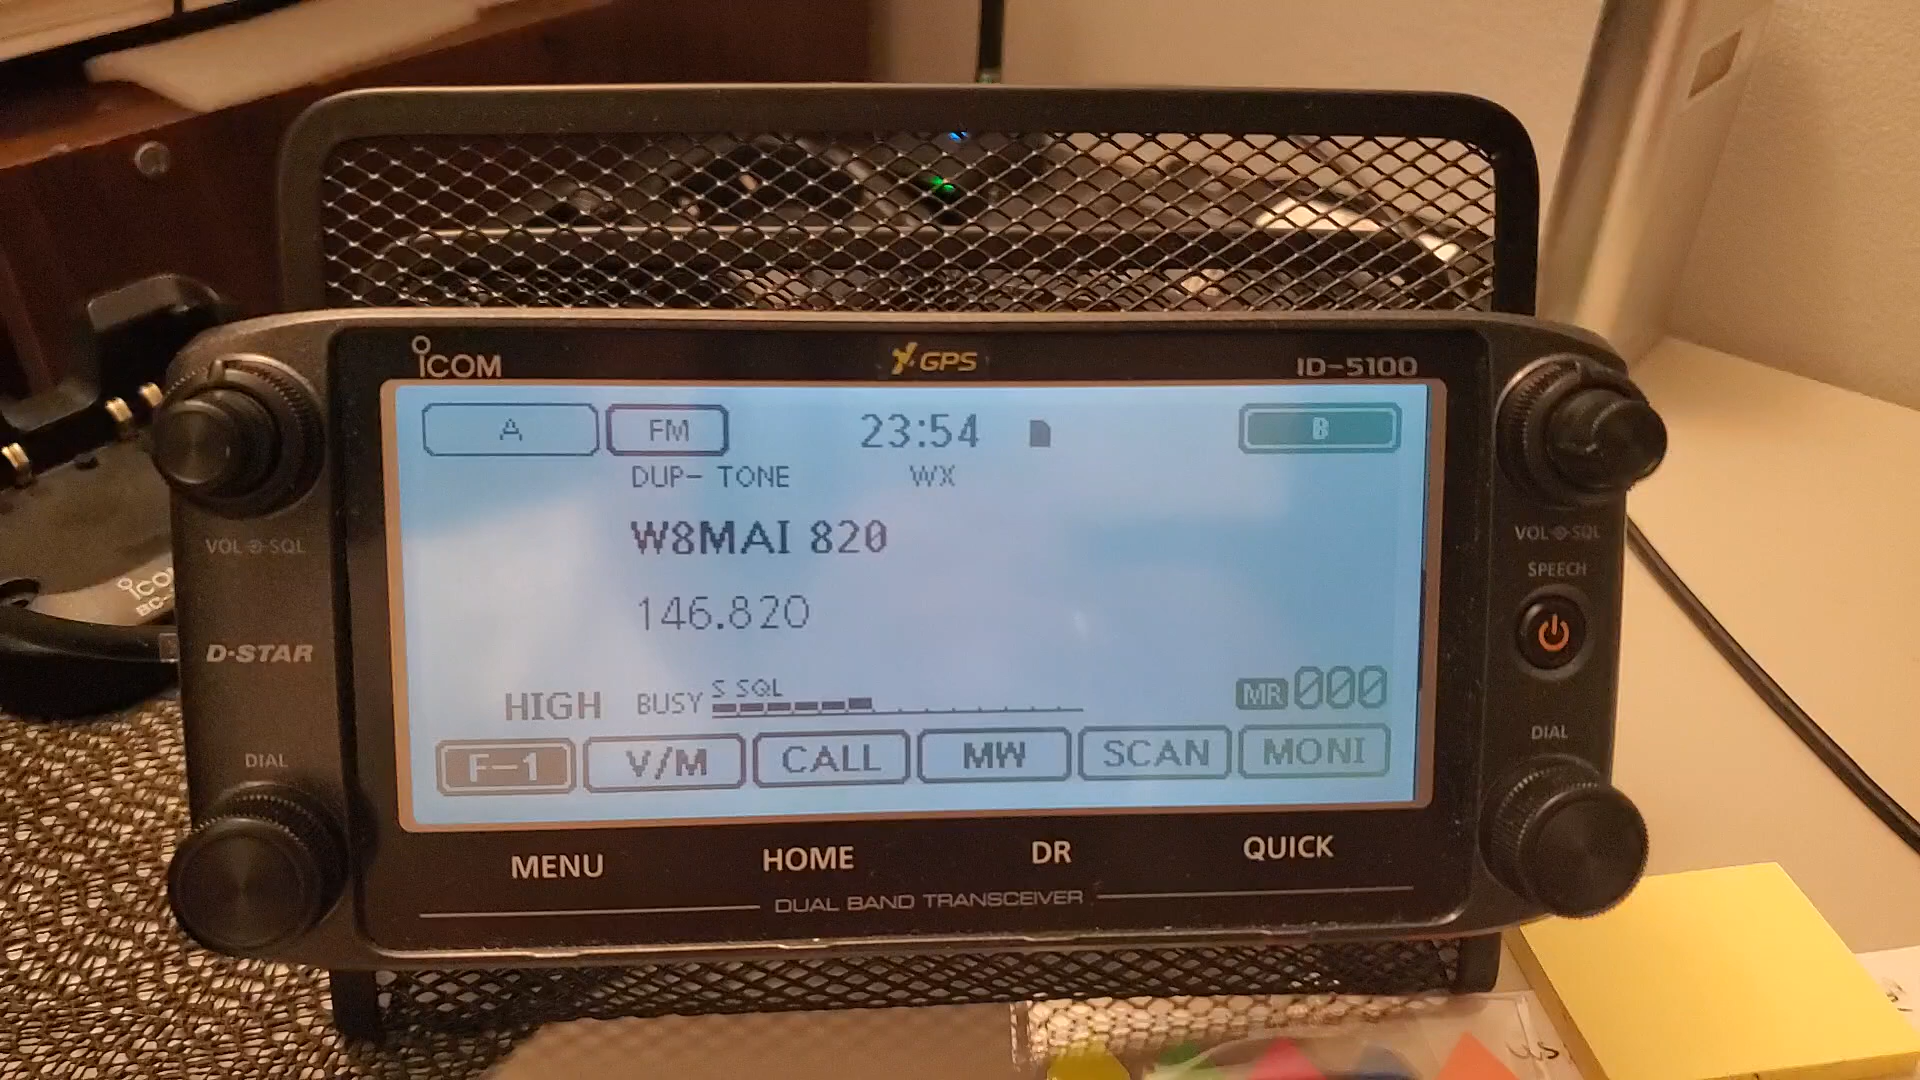 ICOM
GPS
ID-5100
A FM 23:54 B
DUP- TONE WX
W8MAI 820
146.820
S SQL
HIGH BUSY MR 000
F-1 V/M CALL MW SCAN MONI
VOL SQL
VOL SQL
SPEECH
D-STAR
DIAL
DIAL
MENU HOME DR QUICK
DUAL BAND TRANSCEIVER
ICO
BC-